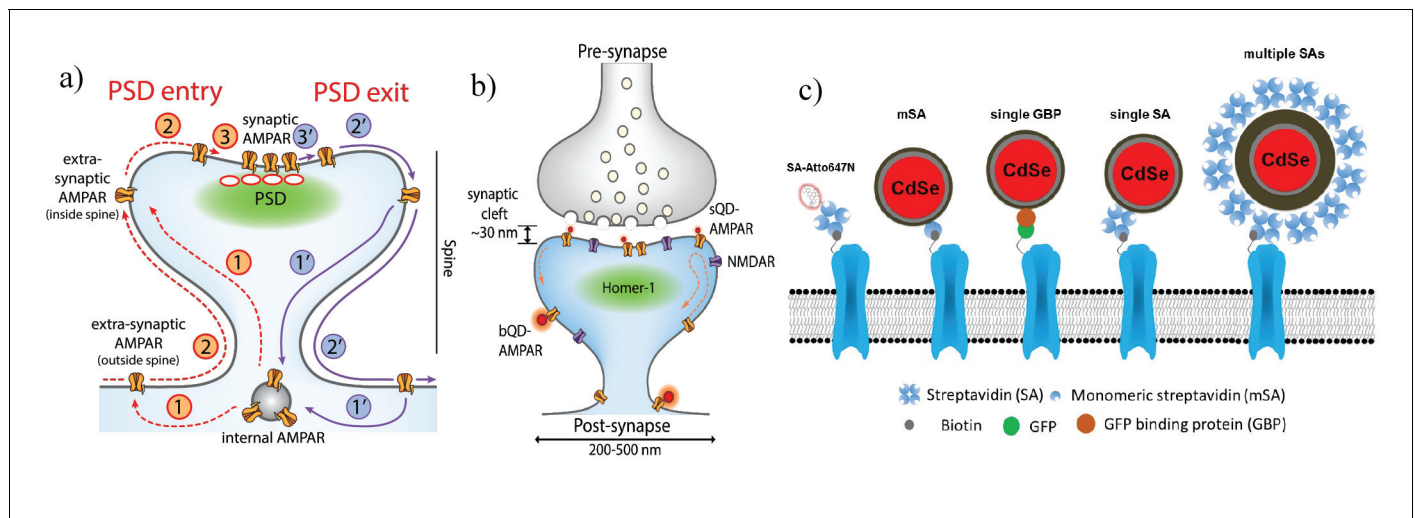 a)
PSD entry
PSD exit
2
3
synaptic
AMPAR
3'
2'
extra-
synaptic
AMPAR
(inside spine)
PSD
1
1'
Spine
extra-synaptic
AMPAR
(outside spine)
2
2'
1
1'
internal AMPAR
b)
Pre-synapse
synaptic
cleft
~30 nm
sQD-
AMPAR
NMDAR
Homer-1
bQD-
AMPAR
Post-synapse
200-500 nm
c)
multiple SAs
mSA
single GBP
single SA
SA-Atto647N
CdSe
CdSe
CdSe
CdSe
Streptavidin (SA)
Monomeric streptavidin (mSA)
Biotin
GFP
GFP binding protein (GBP)